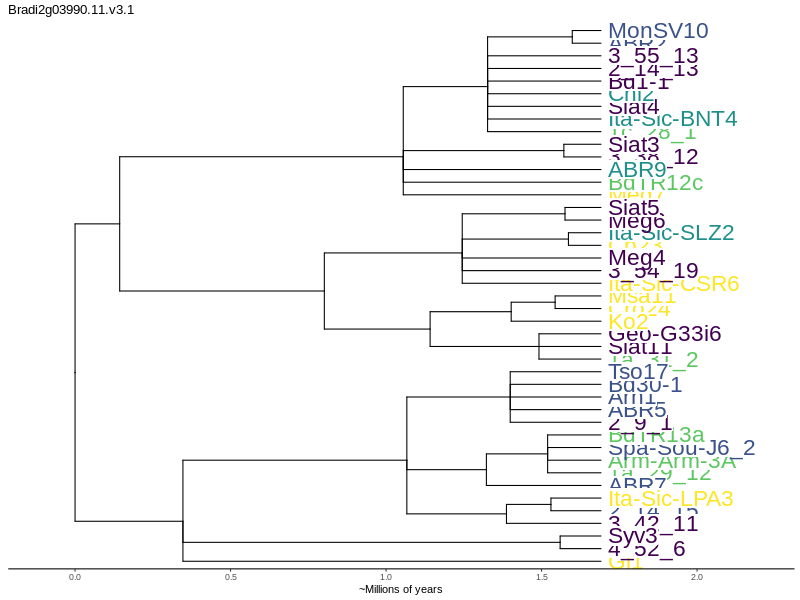 Bradi2g03990.11.v3.1
MonSV10
ABR2
3_55_13
2_14_13
Bd1-1
Siat4
Ita-Sic-BNT4
Siat3
ABR9
BdTR12c
Siat5
Meg6
Ita-Sic-SLZ2
Meg4
3_54_19
Ita-Sic-CSR6
Msa11
Ko2
Geo-G33i6
Siat11
Ta_31_2
Tso17
Bd30-1
Arn1
ABR5
2_9_1
BdTR13a
Spa-Sou-J6_2
Arm-Arm-3A
Ta_29_12
ABR7
Ita-Sic-LPA3
3_42_11
Syv3
4_52_6
0.0 0.5 1.0 1.5 2.0
~Millions of years